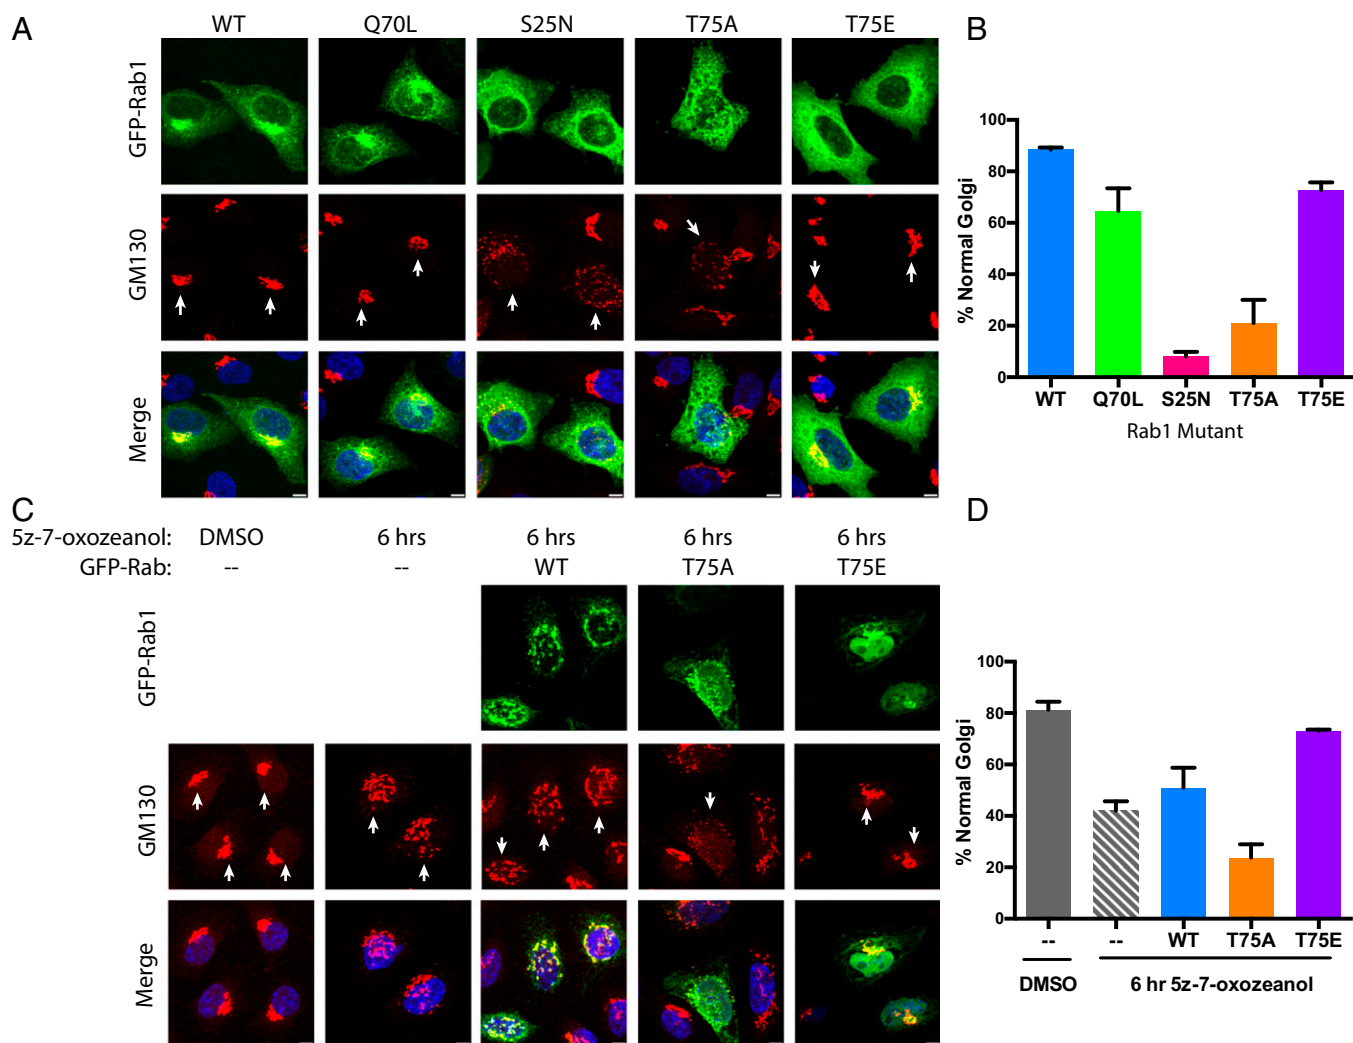 A
WT Q70L S25N T75A T75E
GFP-Rab1
GM130
Merge
B
% Normal Golgi
100
80
60
40
20
0
WT Q70L S25N T75A T75E
Rab1 Mutant
C
5z-7-oxozeanol: DMSO 6 hrs 6 hrs 6 hrs 6 hrs
GFP-Rab: -- -- WT T75A T75E
GFP-Rab1
GM130
Merge
D
% Normal Golgi
100
80
60
40
20
0
-- -- WT T75A T75E
DMSO 6 hr 5z-7-oxozeanol